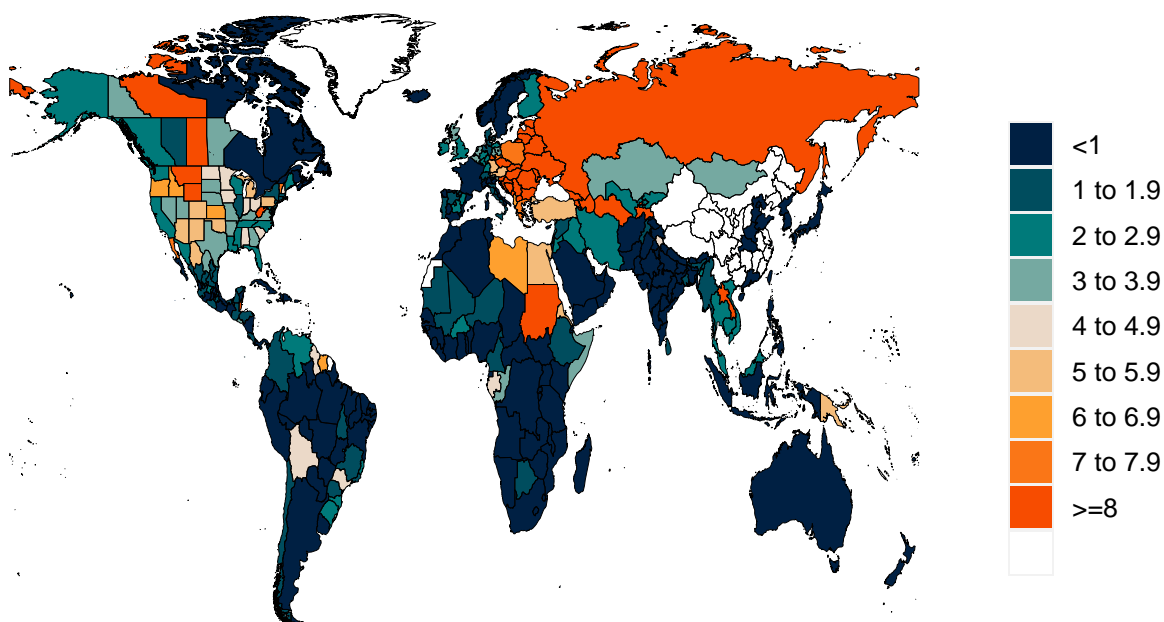 <1
1 to 1.9
2 to 2.9
3 to 3.9
4 to 4.9
5 to 5.9
6 to 6.9
7 to 7.9
>=8